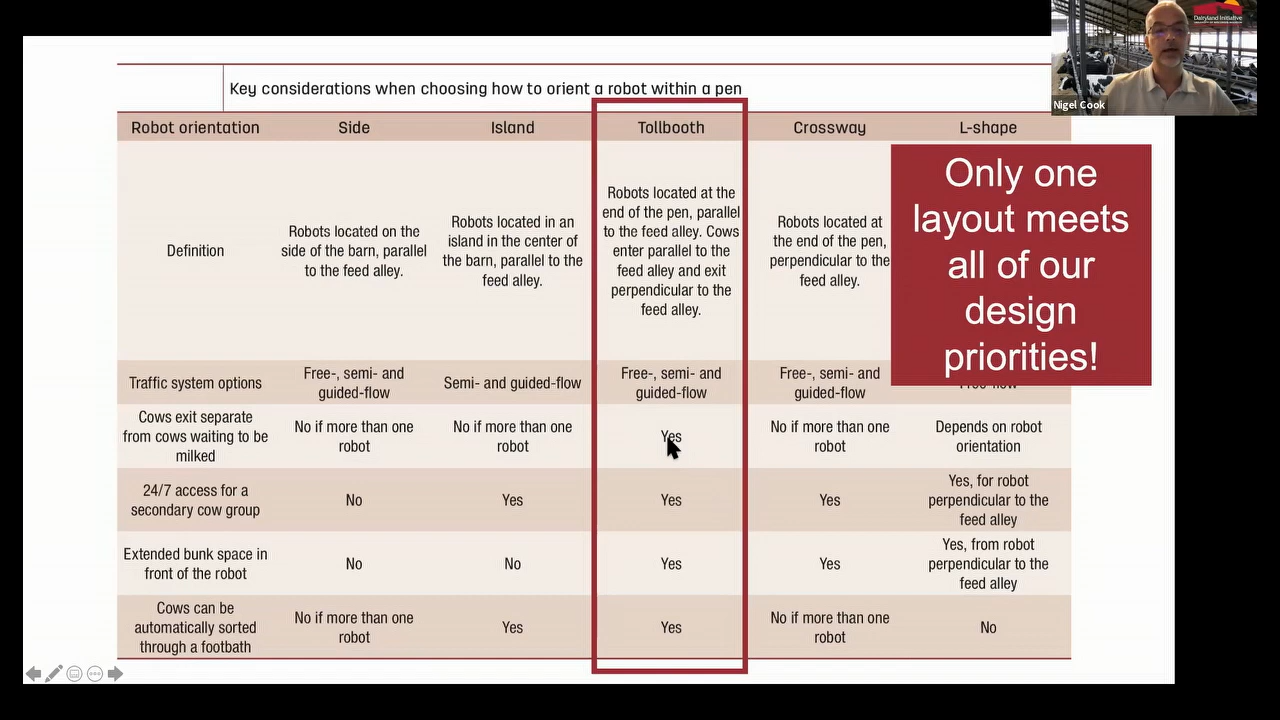 Dairyland Initiative
Nigel Cook
Key considerations when choosing how to orient a robot within a pen
Robot orientation
Side
Island
Tollbooth
Crossway
L-shape
Definition
Robots located on the
side of the barn, parallel
to the feed alley.
Robots located in an
island in the center of
the barn, parallel to the
feed alley.
Robots located at the
end of the pen, parallel
to the feed alley. Cows
enter parallel to the
feed alley and exit
perpendicular to the
feed alley.
Robots located at
the end of the pen,
perpendicular to the
feed alley.
Only one
layout meets
all of our
design
priorities!
Traffic system options
Free-, semi- and
guided-flow
Semi- and guided-flow
Free-, semi- and
guided-flow
Free-, semi- and
guided-flow
Free-flow
Cows exit separate
from cows waiting to be
milked
No if more than one
robot
No if more than one
robot
Yes
No if more than one
robot
Depends on robot
orientation
24/7 access for a
secondary cow group
No
Yes
Yes
Yes
Yes, for robot
perpendicular to the
feed alley
Extended bunk space in
front of the robot
No
No
Yes
Yes
Yes, from robot
perpendicular to the
feed alley
Cows can be
automatically sorted
through a footbath
No if more than one
robot
Yes
Yes
No if more than one
robot
No